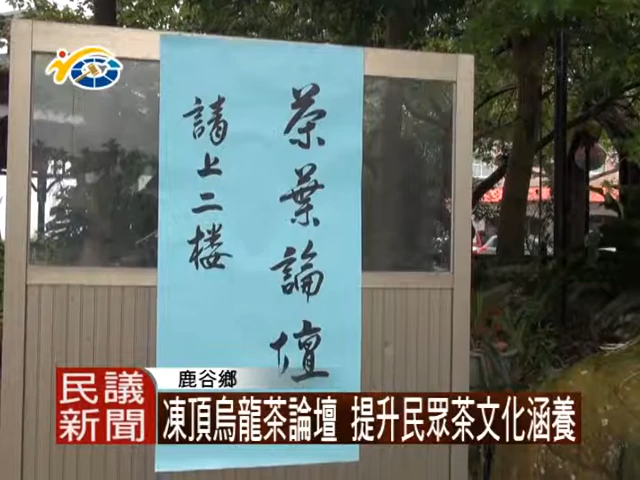 茶葉論壇
請上二楼
鹿谷鄉
民議
新聞
凍頂烏龍茶論壇 提升民眾茶文化涵養